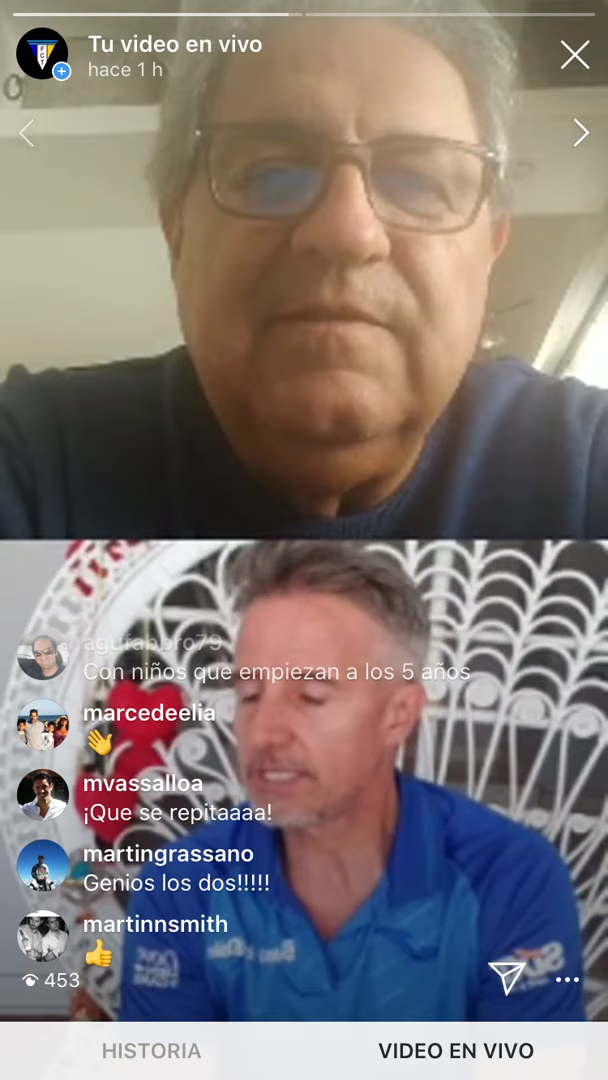 Tu video en vivo
hace 1 h
agufabbro79
Con niños que empiezan a los 5 años
marcedeelia
👋
mvassalloa
¡Que se repitaaaa!
martingrassano
Genios los dos!!!!!
martinnsmith
👍
453
HISTORIA
VIDEO EN VIVO